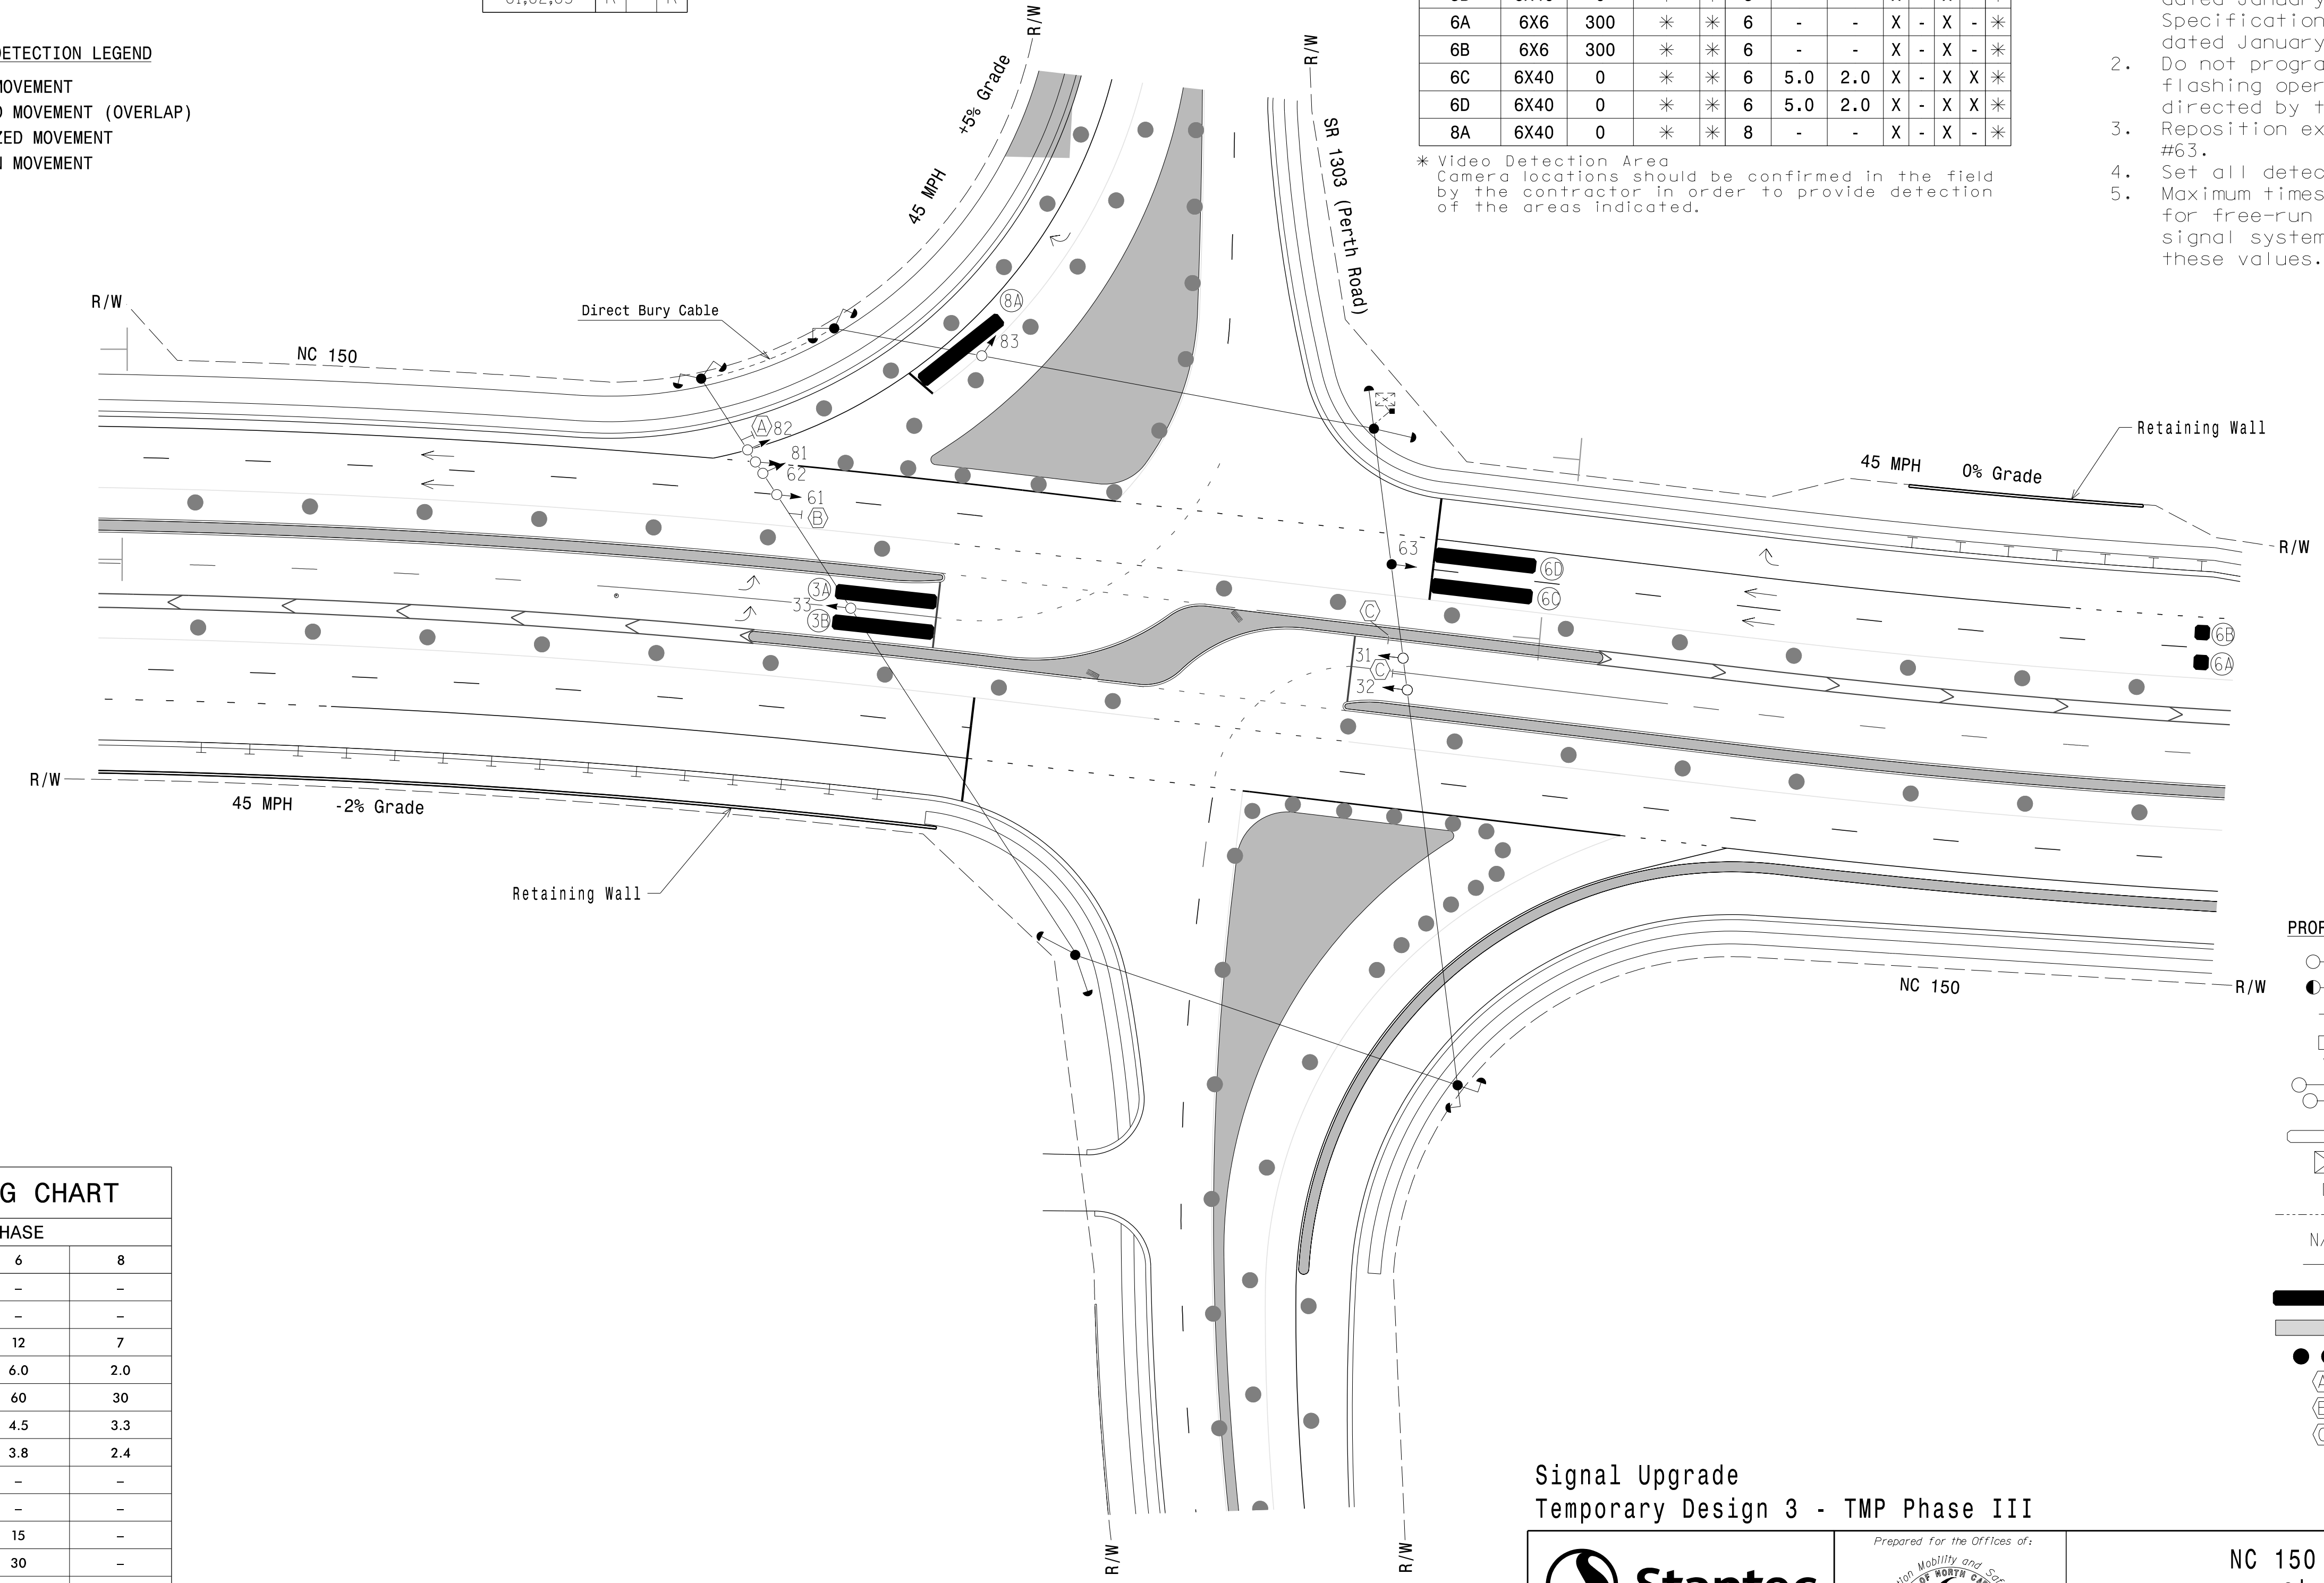 DETECTION LEGEND
MOVEMENT
MOVEMENT (OVERLAP)
MOVEMENT
MOVEMENT
6A 6X6 300 * * 6 - - X - X - *
6B 6X6 300 * * 6 - - X - X - *
6C 6X40 0 * * 6 5.0 2.0 X - X X *
6D 6X40 0 * * 6 5.0 2.0 X - X X *
8A 6X40 0 * * 8 - - X - X - *
* Video Detection Area
Camera locations should be confirmed in the field
by the contractor in order to provide detection
of the areas indicated.
dated January
Specification
dated January
2. Do not progra
flashing oper
directed by t
3. Reposition ex
#63.
4. Set all detec
5. Maximum times
for free-run
signal system
these values.
R/W
R/W
+5% Grade
45 MPH
SR 1303 (Perth Road)
R/W
NC 150
Direct Bury Cable
8A
83
A 82
81
62
61
B
63
3A
33
3B
6D
6C
C
31
C
32
45 MPH 0% Grade
Retaining Wall
R/W
6B
6A
R/W
45 MPH -2% Grade
Retaining Wall
NC 150
R/W
R/W
R/W
G CHART
HASE
6 8
– –
– –
12 7
6.0 2.0
60 30
4.5 3.3
3.8 2.4
– –
– –
15 –
30 –
PROP
N/
A
Signal Upgrade
Temporary Design 3 - TMP Phase III
Stantec
Prepared for the Offices of:
Mobility and
OF NORTH
NC 150